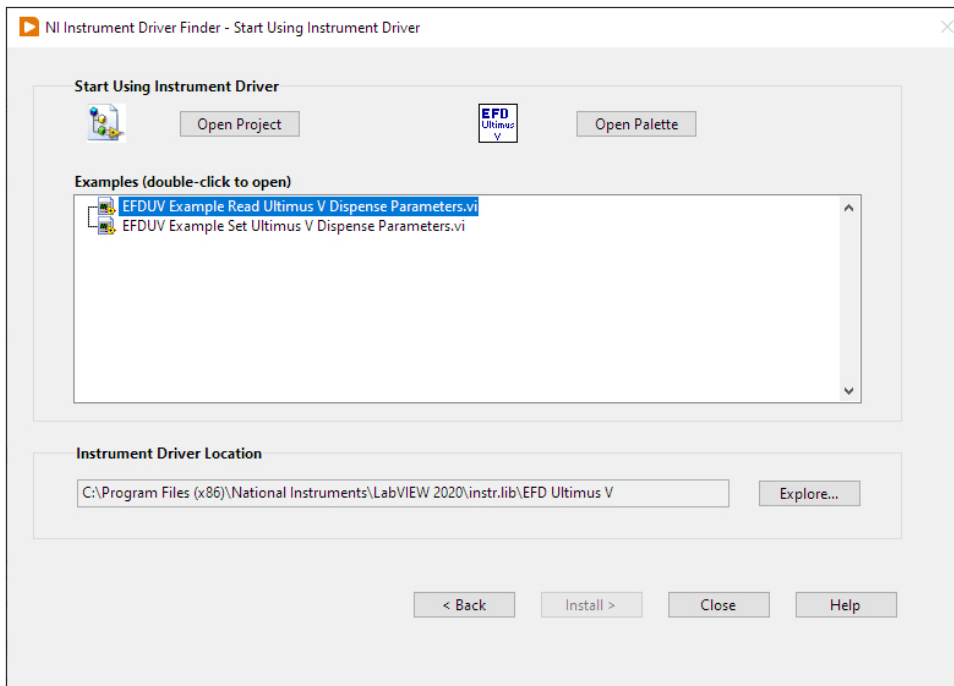 NI Instrument Driver Finder - Start Using Instrument Driver
Start Using Instrument Driver
Open Project
EFD
Ultimus
V
Open Palette
Examples (double-click to open)
EFDUV Example Read Ultimus V Dispense Parameters.vi
EFDUV Example Set Ultimus V Dispense Parameters.vi
Instrument Driver Location
C:\Program Files (x86)\National Instruments\LabVIEW 2020\instr.lib\EFD Ultimus V
Explore...
< Back
Install >
Close
Help